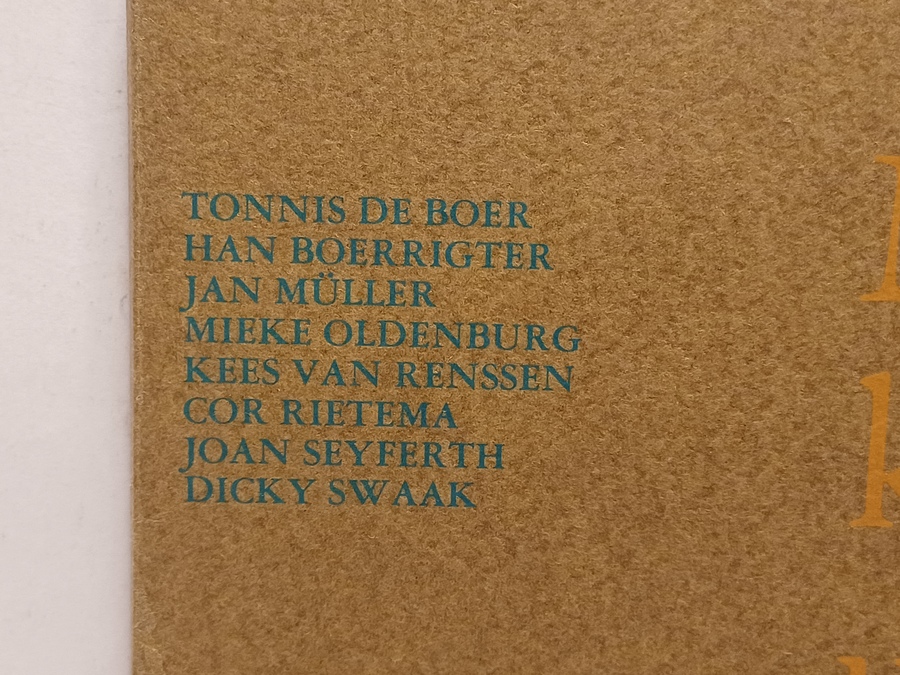 TONNIS DE BOER
HAN BOERRIGTER
JAN MÜLLER
MIEKE OLDENBURG
KEES VAN RENSSEN
COR RIETEMA
JOAN SEYFERTH
DICKY SWAAK